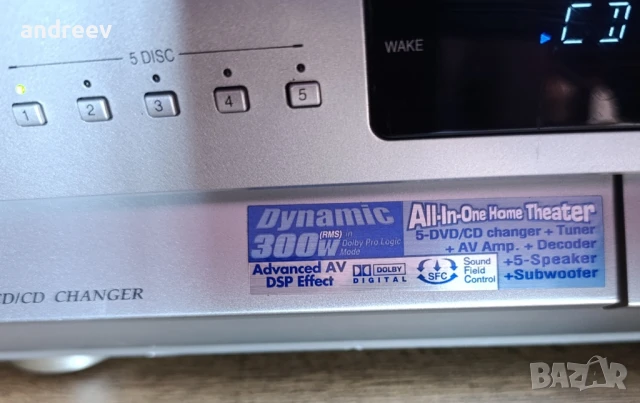 andreev
WAKE
CD
5 DISC
1 2 3 4 5
Dynamic
300W (RMS) in Dolby Pro Logic Mode
Advanced AV
DSP Effect
DOLBY
DIGITAL
SFC
Sound
Field
Control
All-In-One Home Theater
5-DVD/CD changer + Tuner
+ AV Amp. + Decoder
+5-Speaker
+Subwoofer
CD CHANGER
BAZAR